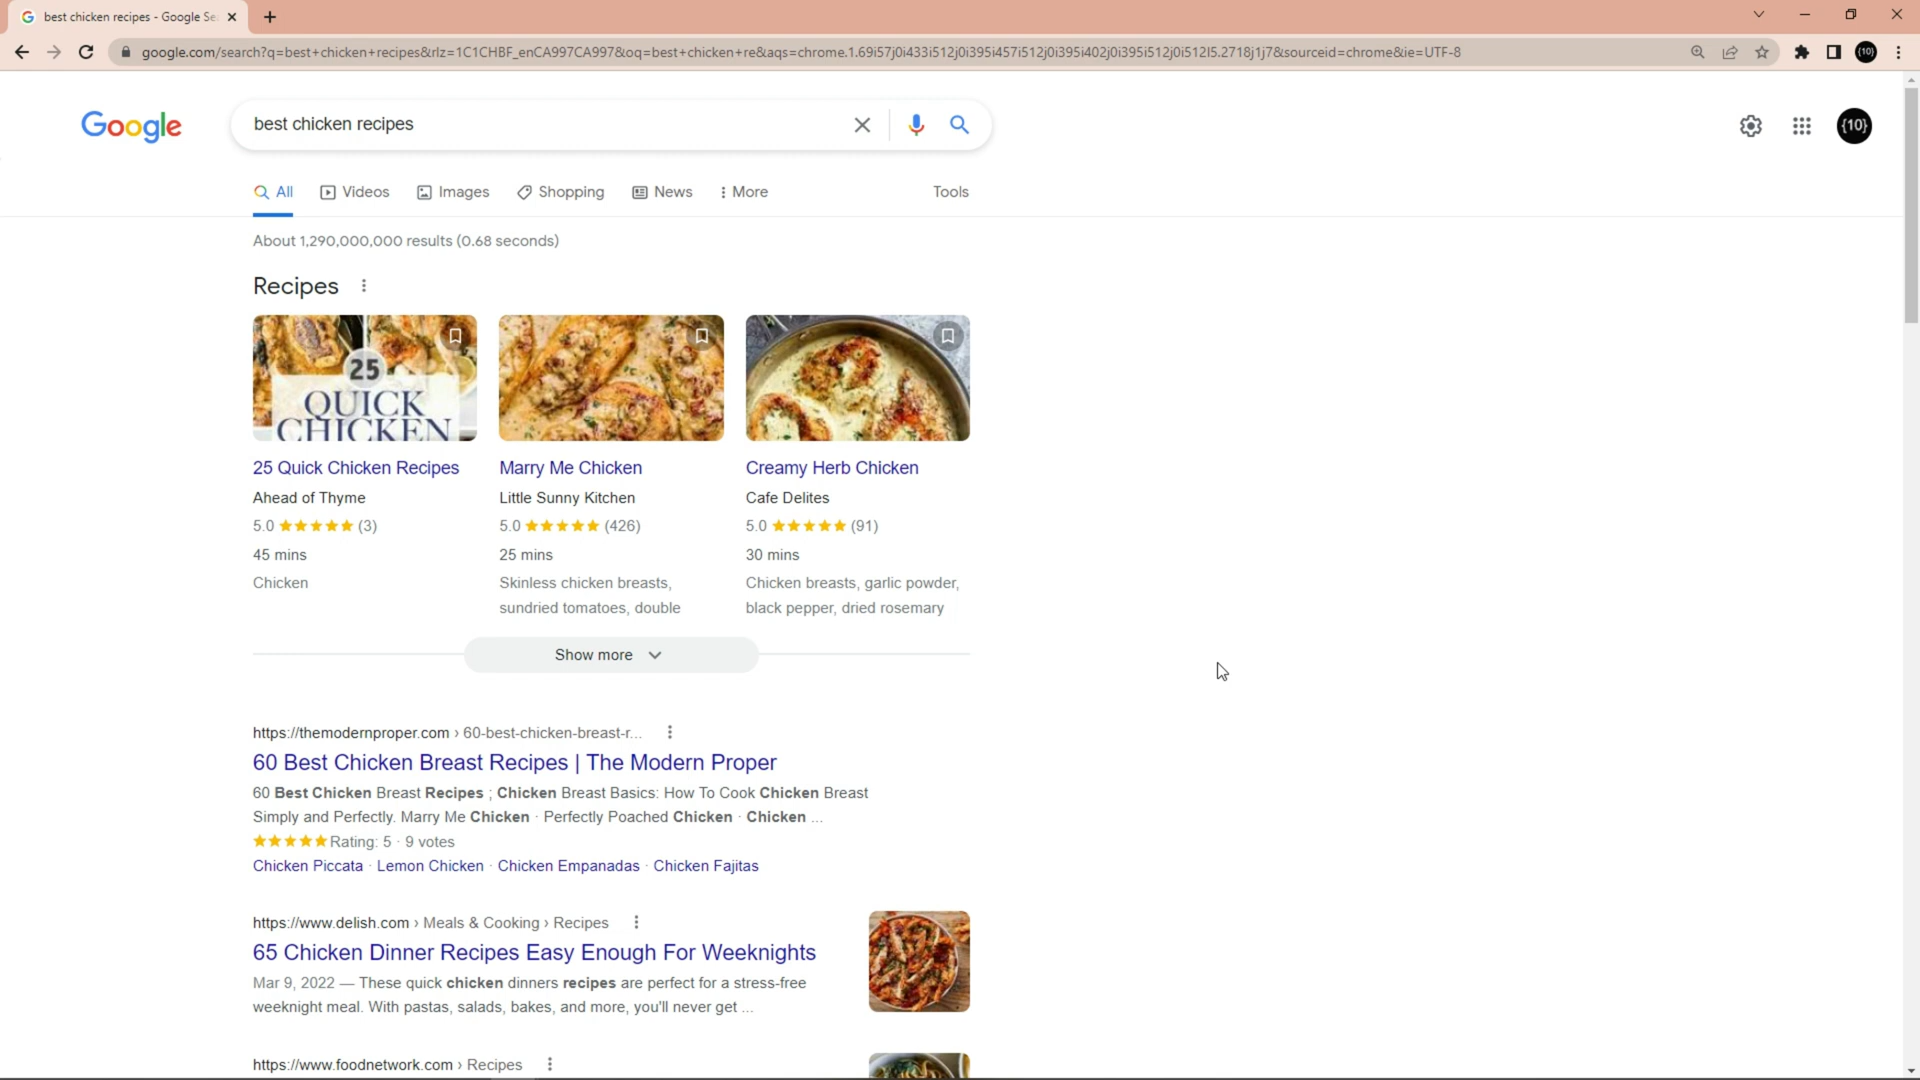 best chicken recipes - Google Se
google.com/search?q=best+chicken+recipes&rlz=1C1CHBF_enCA997CA997&oq=best+chicken+re&aqs=chrome.1.69i57j0i433i512j0i395i457i512j0i395i402j0i395i512j0i512l5.2718j1j7&sourceid=chrome&ie=UTF-8
{10}
Google
best chicken recipes
{10}
All Videos Images Shopping News More Tools
About 1,290,000,000 results (0.68 seconds)
Recipes
25
QUICK
CHICKEN
25 Quick Chicken Recipes
Ahead of Thyme
5.0 ★★★★★ (3)
45 mins
Chicken
Marry Me Chicken
Little Sunny Kitchen
5.0 ★★★★★ (426)
25 mins
Skinless chicken breasts,
sundried tomatoes, double
Creamy Herb Chicken
Cafe Delites
5.0 ★★★★★ (91)
30 mins
Chicken breasts, garlic powder,
black pepper, dried rosemary
Show more
https://themodernproper.com › 60-best-chicken-breast-r...
60 Best Chicken Breast Recipes | The Modern Proper
60 Best Chicken Breast Recipes ; Chicken Breast Basics: How To Cook Chicken Breast
Simply and Perfectly. Marry Me Chicken · Perfectly Poached Chicken · Chicken ...
★★★★★ Rating: 5 · 9 votes
Chicken Piccata · Lemon Chicken · Chicken Empanadas · Chicken Fajitas
https://www.delish.com › Meals & Cooking › Recipes
65 Chicken Dinner Recipes Easy Enough For Weeknights
Mar 9, 2022 — These quick chicken dinners recipes are perfect for a stress-free
weeknight meal. With pastas, salads, bakes, and more, you'll never get ...
https://www.foodnetwork.com › Recipes